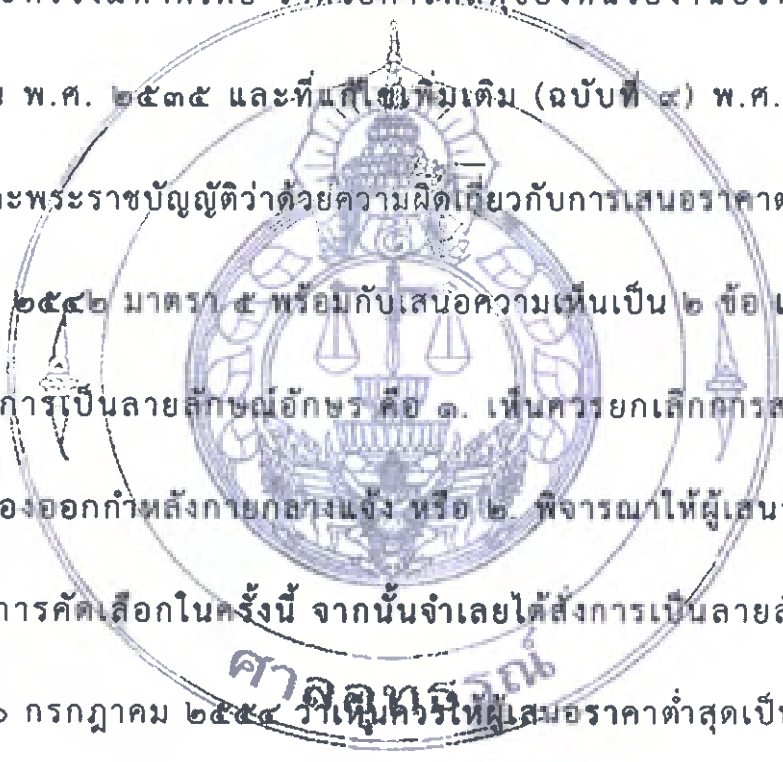 พ.ศ. ๒๕๓๕ และที่แก้ไขเพิ่มเติม (ฉบับที่ ๙) พ.ศ.
พระราชบัญญัติว่าด้วยความผิดเกี่ยวกับการเสนอราคา
๒๕๔๒ มาตรา ๕ พร้อมกับเสนอความเห็นเป็น ๒ ข้อ
การเป็นลายลักษณ์อักษร คือ ๑. เห็นควรยกเลิกการ
ออกกำลังกายกลางแจ้ง หรือ ๒. พิจารณาให้ผู้เสนอ
การคัดเลือกในครั้งนี้ จากนั้นจำเลยได้สั่งการเป็นลาย
กรกฎาคม ๒๕๕๔ ว่าเห็นควรให้ผู้เสนอราคาต่ำสุดเป็น
ศาลอุทธรณ์